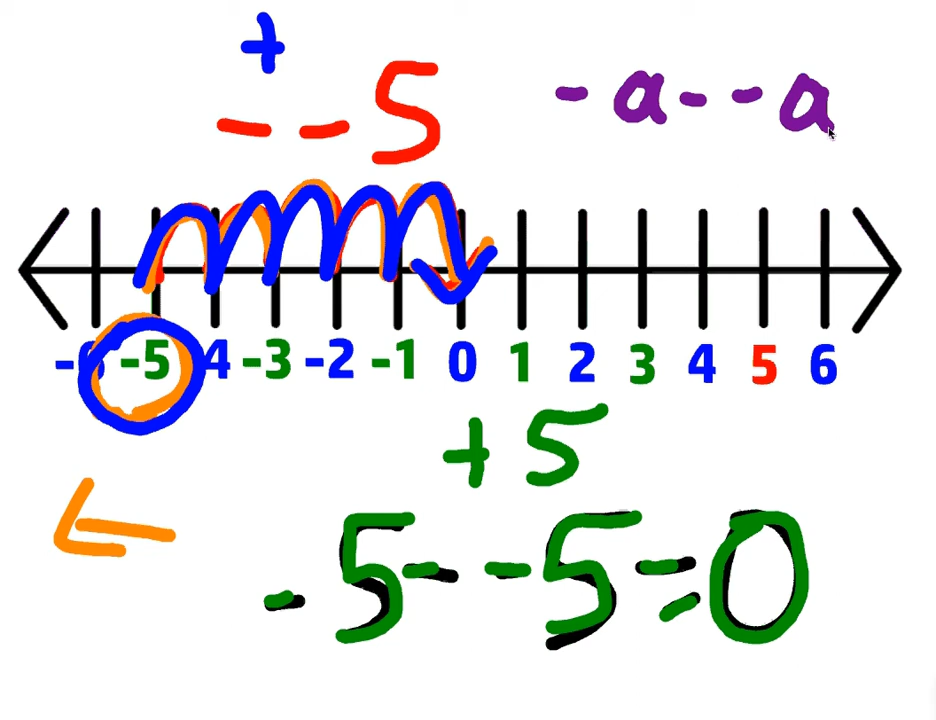 +
- - 5
- a - - a
-6 -5 4 -3 -2 -1 0 1 2 3 4 5 6
+ 5
- 5 - - 5 = 0